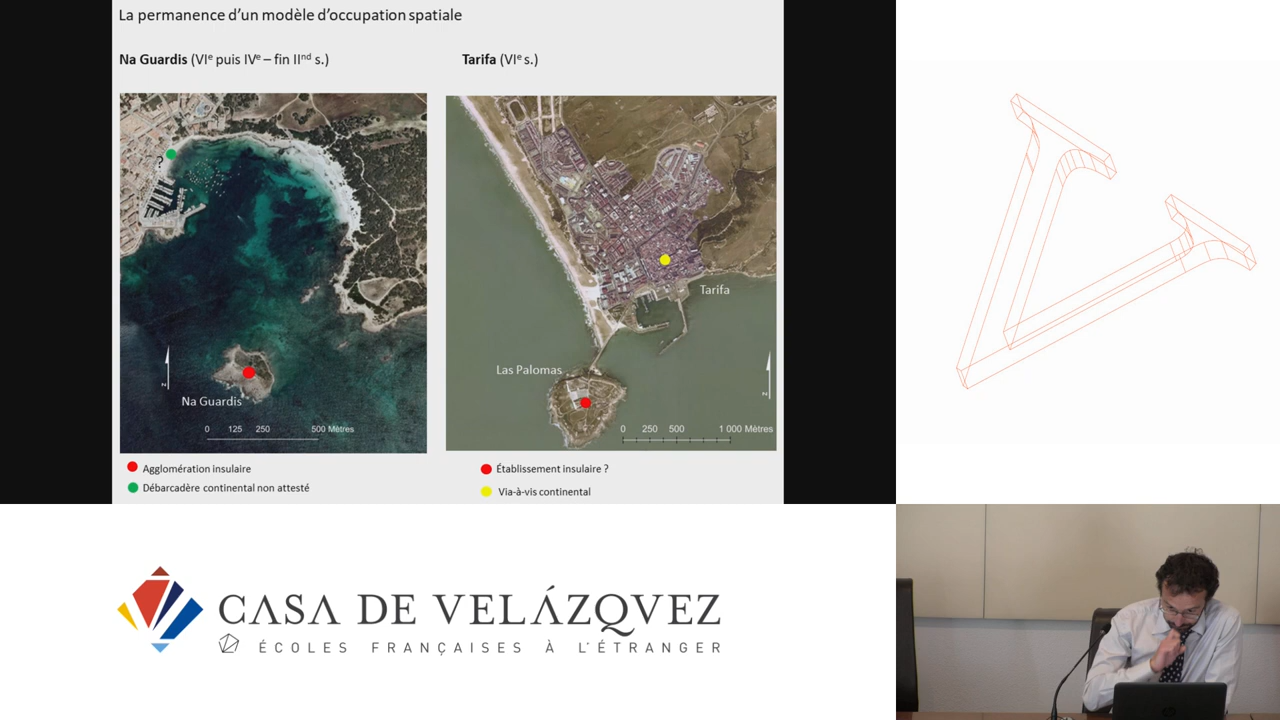 La permanence d'un modèle d'occupation spatiale
Na Guardis (VIe puis IVe – fin IInd s.)
Tarifa (VIe s.)
?
N
Na Guardis
0 125 250 500 Mètres
Tarifa
Las Palomas
N
0 250 500 1 000 Mètres
Agglomération insulaire
Débarcadère continental non attesté
Établissement insulaire ?
Via-à-vis continental
CASA DE VELÁZQVEZ
ÉCOLES FRANÇAISES À L'ÉTRANGER